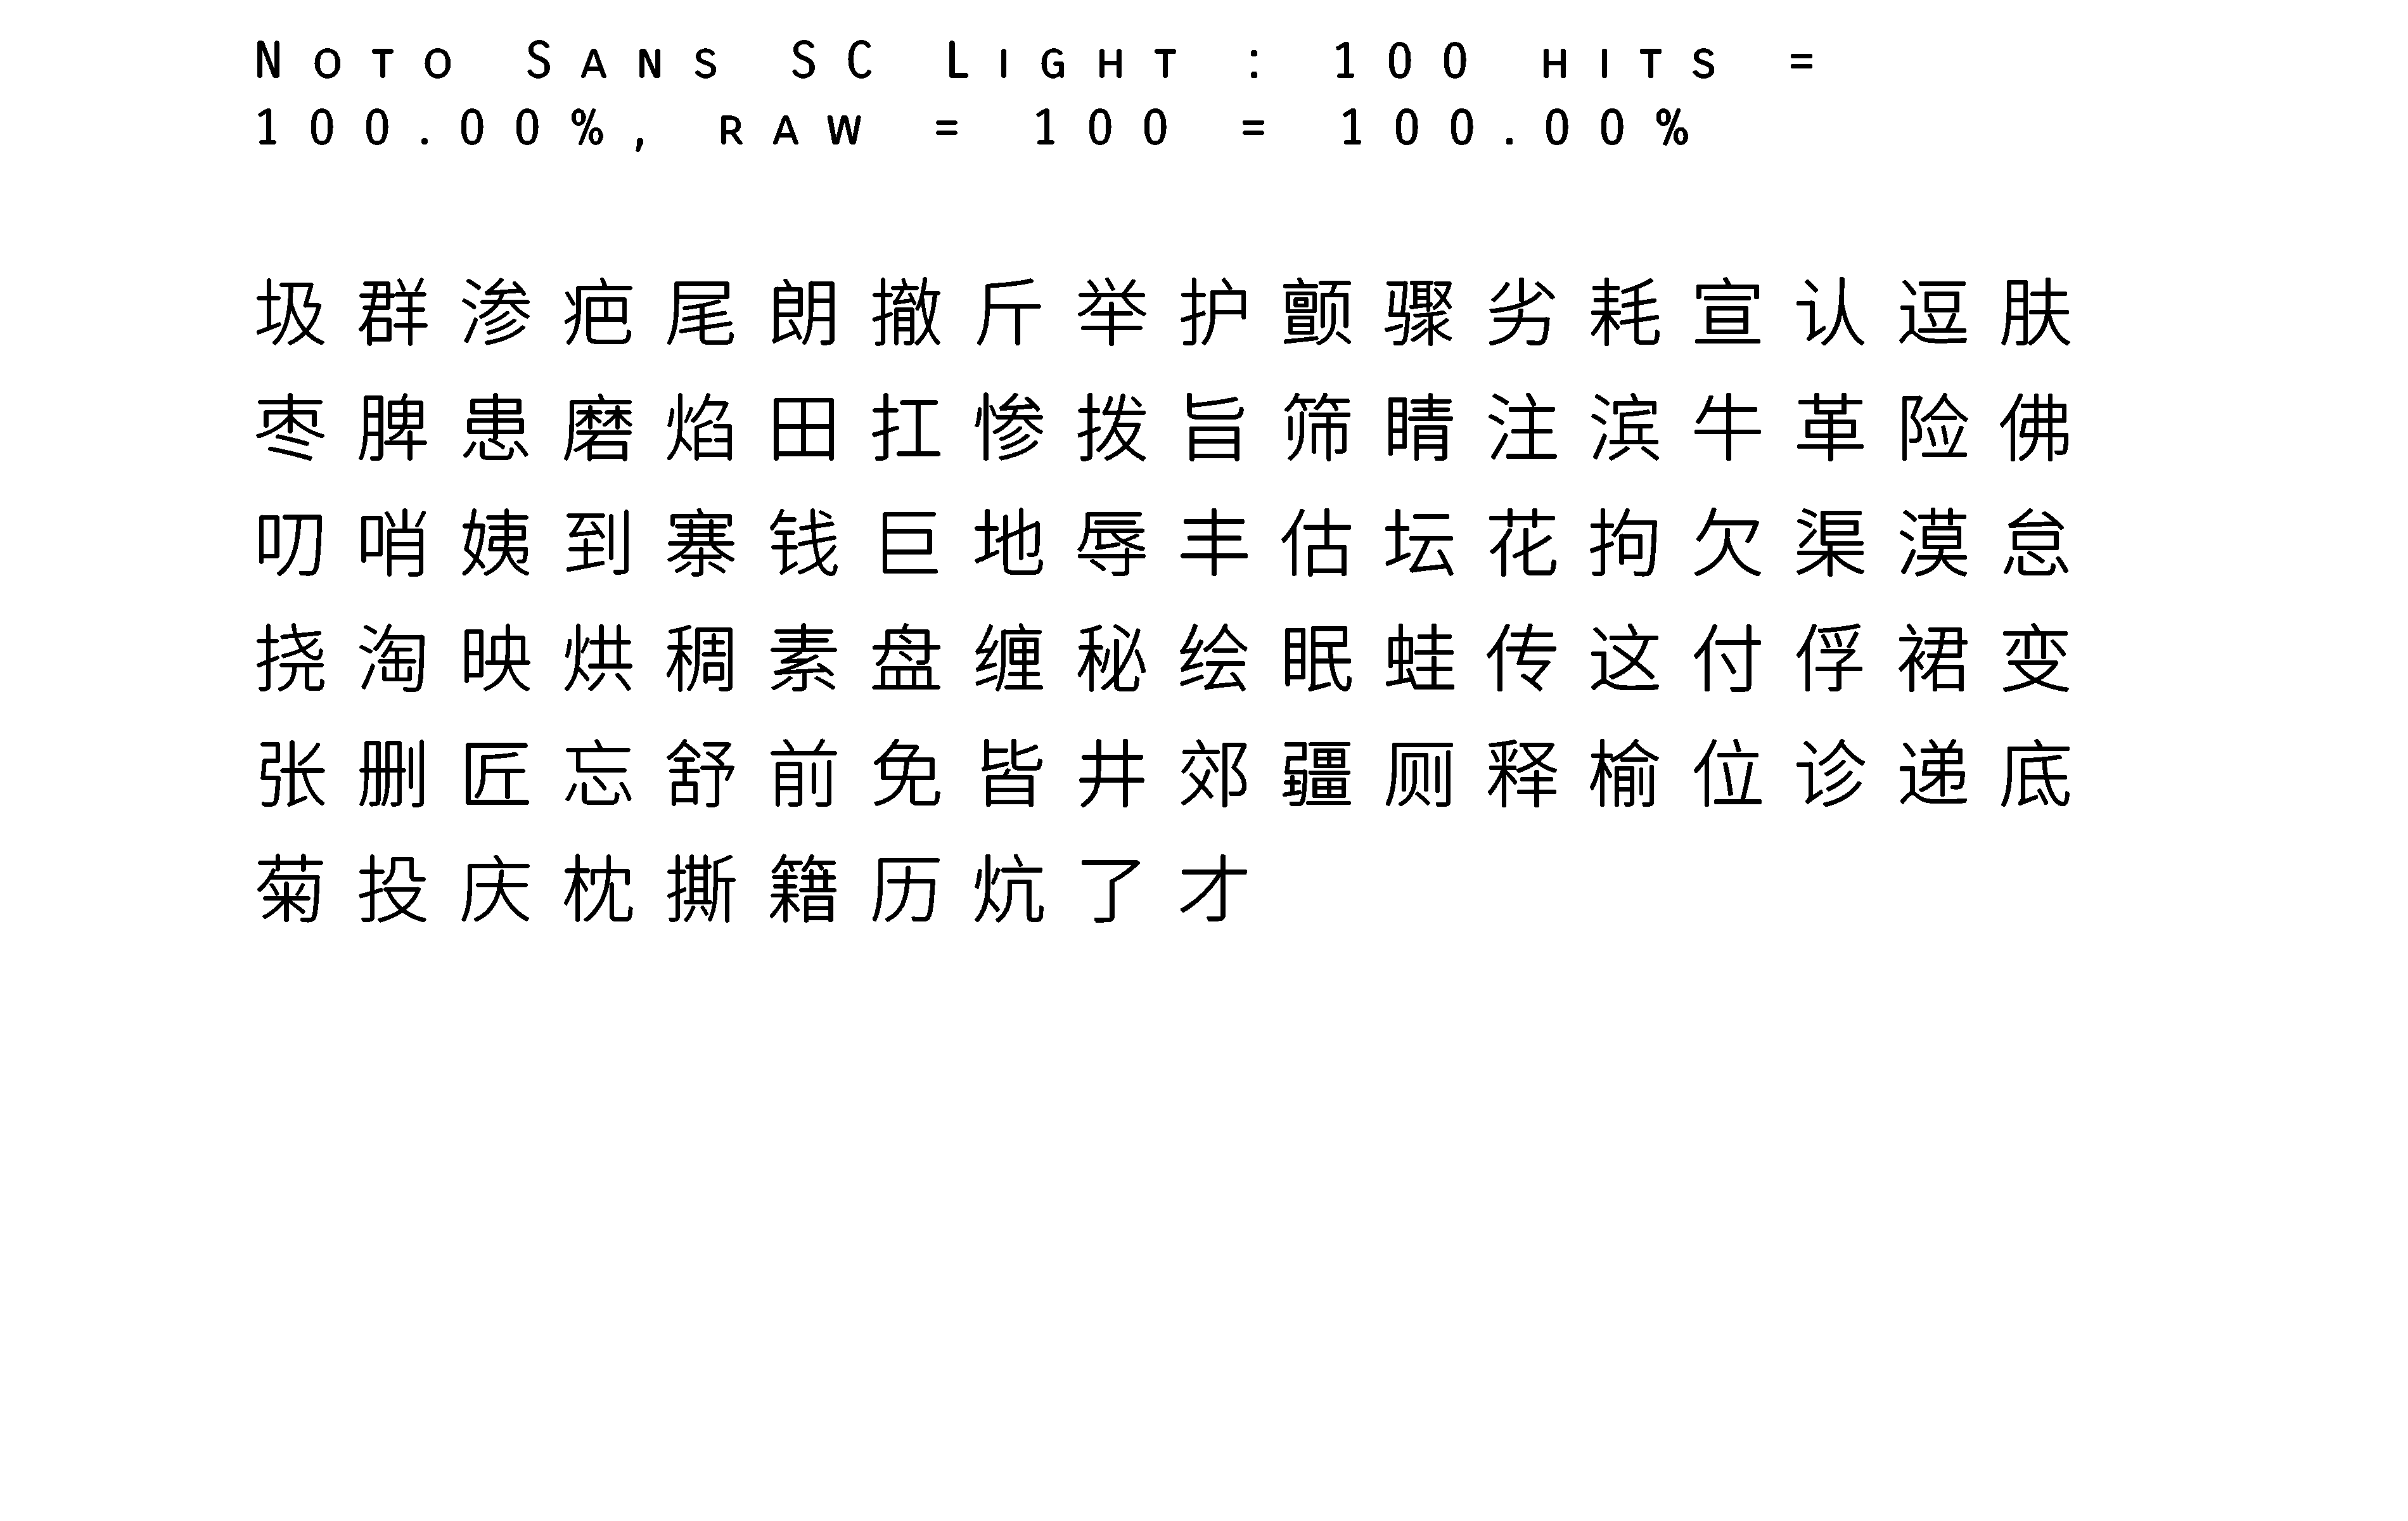 Noto Sans SC Light : 100 hits =
100.00%, raw = 100 = 100.00%
圾群渗疤尾朗撤斤举护颤骤劣耗宣认逗肤
枣脾患磨焰田扛惨拨旨筛睛注滨牛革险佛
叨哨姨到寨钱巨地辱丰估坛花拘欠渠漠怠
挠淘映烘稠素盘缠秘绘眠蛙传这付俘裙变
张删匠忘舒前免皆井郊疆厕释榆位诊递底
菊投庆枕撕籍历炕了才